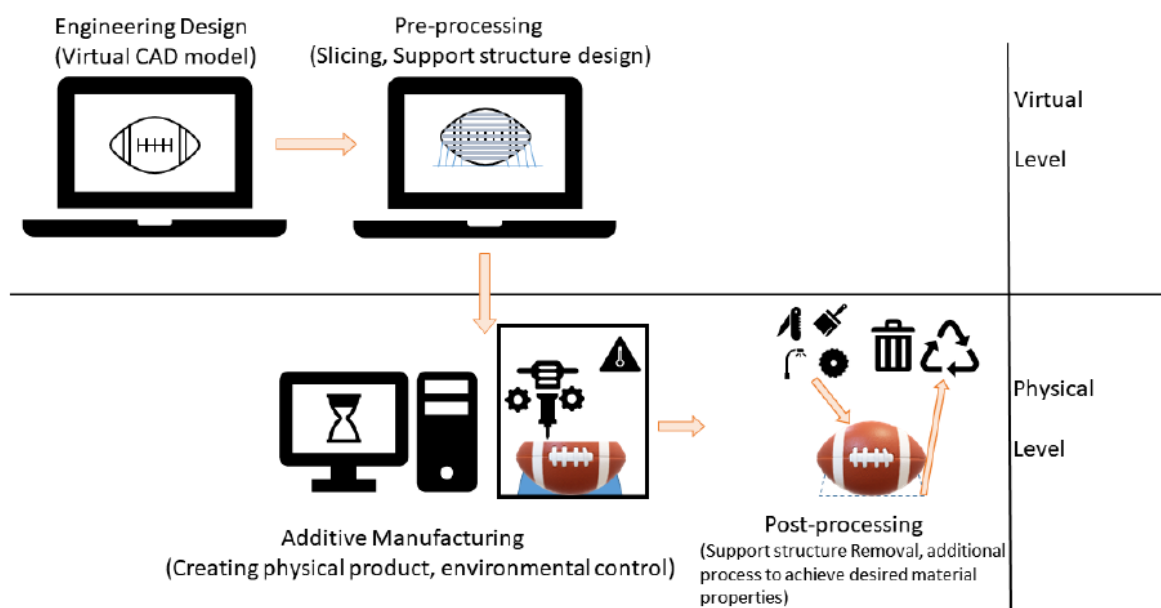 Engineering Design
(Virtual CAD model)
Pre-processing
(Slicing, Support structure design)
Virtual
Level
Physical
Level
Additive Manufacturing
(Creating physical product, environmental control)
Post-processing
(Support structure Removal, additional
process to achieve desired material
properties)